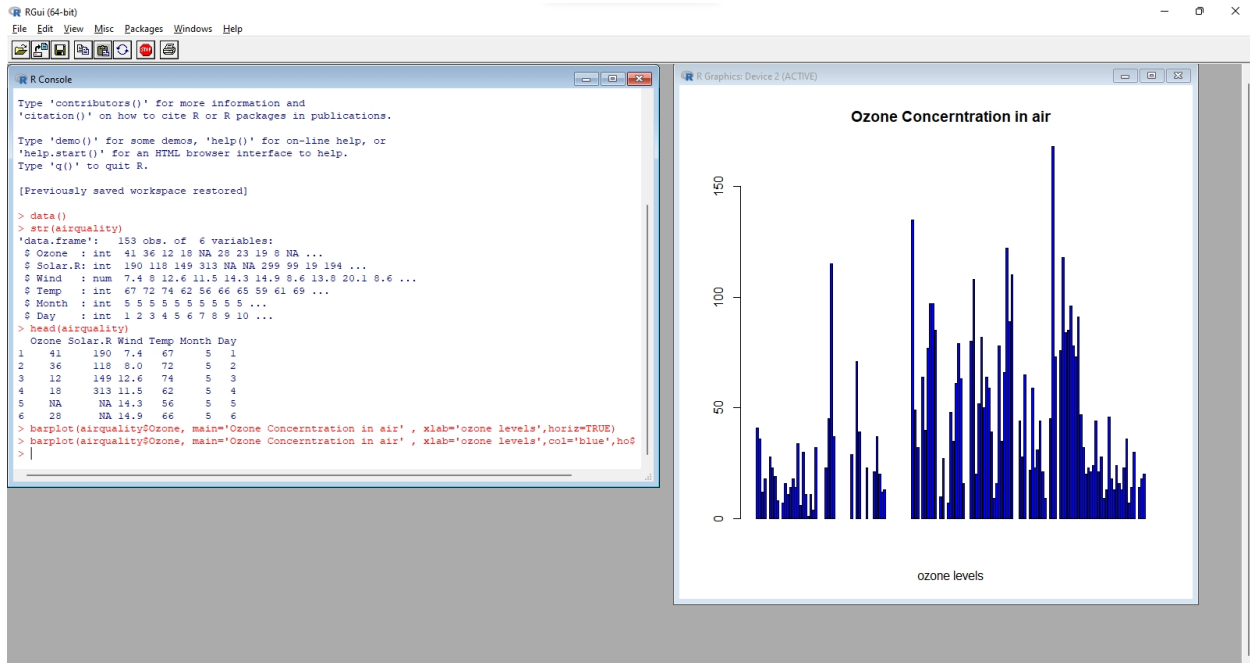 RGui (64-bit)
File Edit View Misc Packages Windows Help
STOP
R Console
Type 'contributors()' for more information and
'citation()' on how to cite R or R packages in publications.
Type 'demo()' for some demos, 'help()' for on-line help, or
'help.start()' for an HTML browser interface to help.
Type 'q()' to quit R.
[Previously saved workspace restored]
> data()
> str(airquality)
'data.frame':   153 obs. of  6 variables:
 $ Ozone  : int  41 36 12 18 NA 28 23 19 8 NA ...
 $ Solar.R: int  190 118 149 313 NA NA 299 99 19 194 ...
 $ Wind   : num  7.4 8 12.6 11.5 14.3 14.9 8.6 13.8 20.1 8.6 ...
 $ Temp   : int  67 72 74 62 56 66 65 59 61 69 ...
 $ Month  : int  5 5 5 5 5 5 5 5 5 5 ...
 $ Day    : int  1 2 3 4 5 6 7 8 9 10 ...
> head(airquality)
  Ozone Solar.R Wind Temp Month Day
1    41     190  7.4   67     5   1
2    36     118  8.0   72     5   2
3    12     149 12.6   74     5   3
4    18     313 11.5   62     5   4
5    NA      NA 14.3   56     5   5
6    28      NA 14.9   66     5   6
> barplot(airquality$Ozone, main='Ozone Concerntration in air' , xlab='ozone levels',horiz=TRUE)
> barplot(airquality$Ozone, main='Ozone Concerntration in air' , xlab='ozone levels',col='blue',ho$
>
R Graphics: Device 2 (ACTIVE)
Ozone Concerntration in air
150
100
50
0
ozone levels